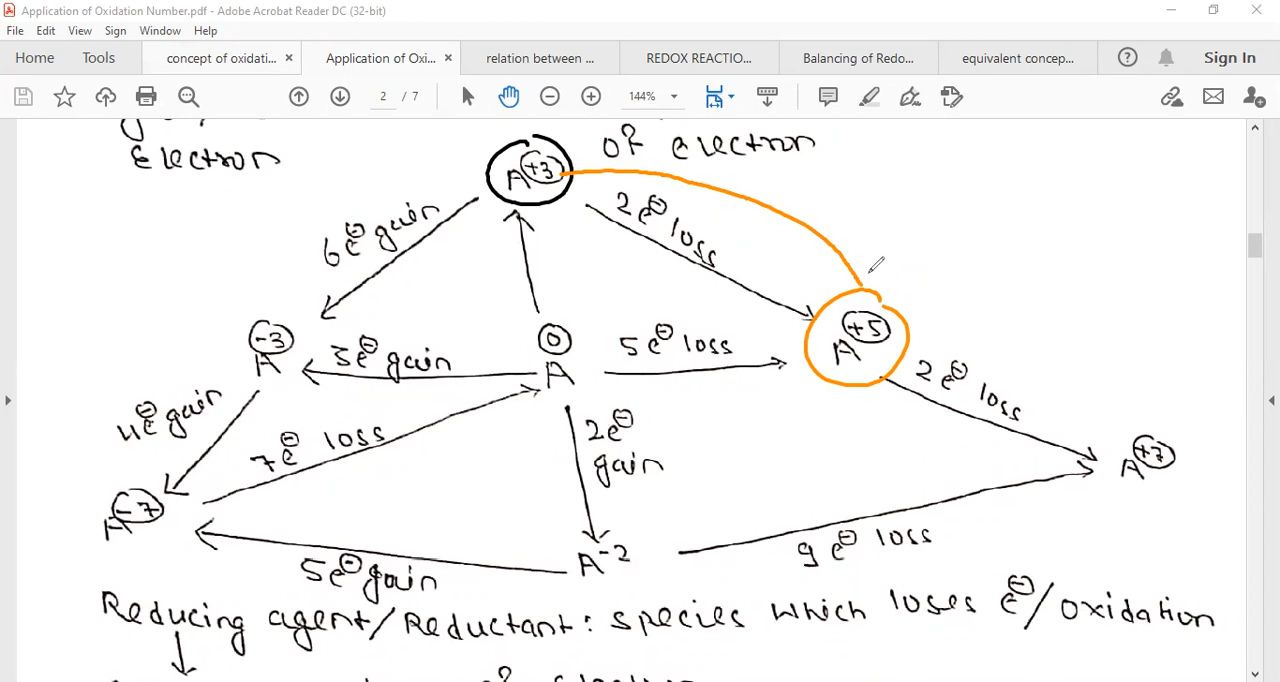 Application of Oxidation Number.pdf - Adobe Acrobat Reader DC (32-bit)
File Edit View Sign Window Help
Home Tools concept of oxidati... × Application of Oxi... × relation between ... REDOX REACTIO... Balancing of Redo... equivalent concep... Sign In
2 / 7 144%
Electron of electron
A +3
6e⊖ gain 2e⊖ loss
A -3 3e⊖ gain A 0 5e⊖ loss A +5
4e⊖ gain 7e⊖ loss 2e⊖ gain 2e⊖ loss
A -7 A +7
5e⊖ gain A-2 9e⊖ loss
Reducing agent/Reductant: species which loses e⊖/oxidation